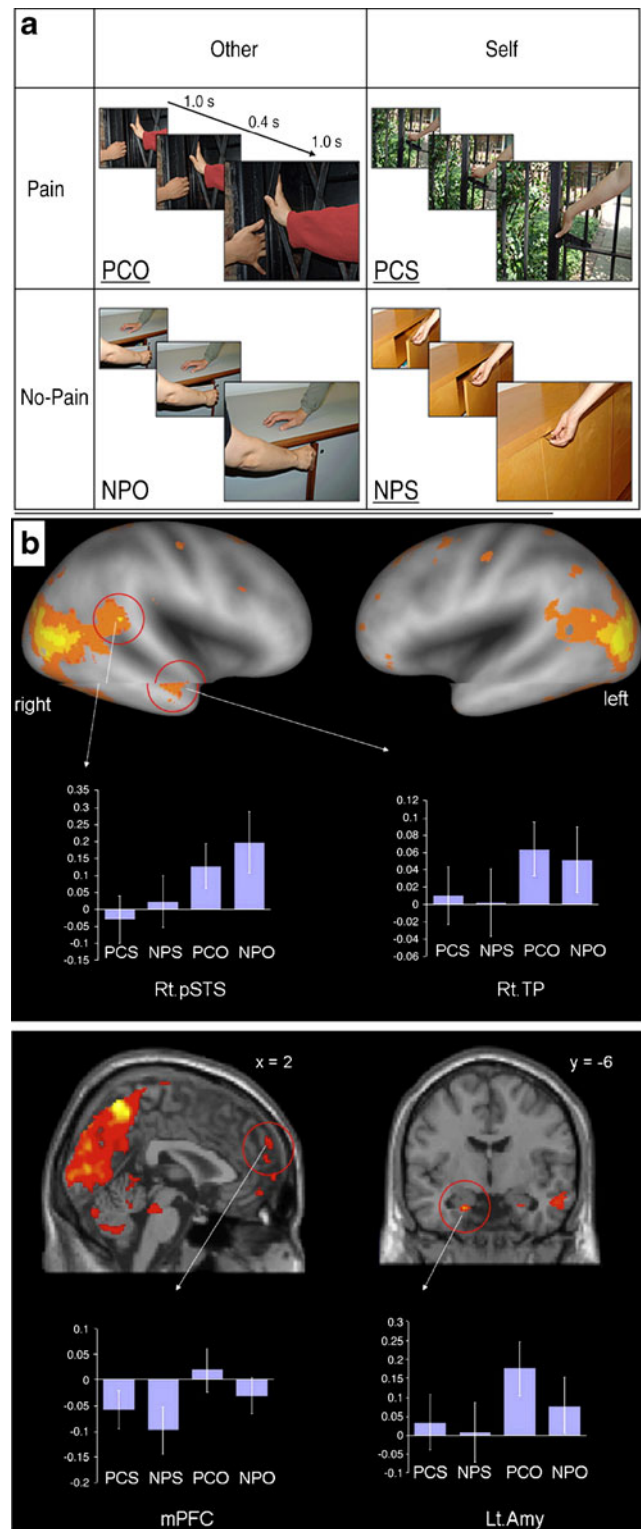 a
Other
Self
Pain
1.0 s
0.4 s
1.0 s
PCO
PCS
No-Pain
NPO
NPS
b
right
left
0.35
0.3
0.25
0.2
0.15
0.1
0.05
0
-0.05
-0.1
-0.15
PCS NPS PCO NPO
Rt.pSTS
0.12
0.1
0.08
0.06
0.04
0.02
0
-0.02
-0.04
-0.06
PCS NPS PCO NPO
Rt.TP
x = 2
y = -6
0.1
0.05
0
-0.05
-0.1
-0.15
-0.2
PCS NPS PCO NPO
mPFC
0.3
0.25
0.2
0.15
0.1
0.05
0
-0.05
-0.1
PCS NPS PCO NPO
Lt.Amy